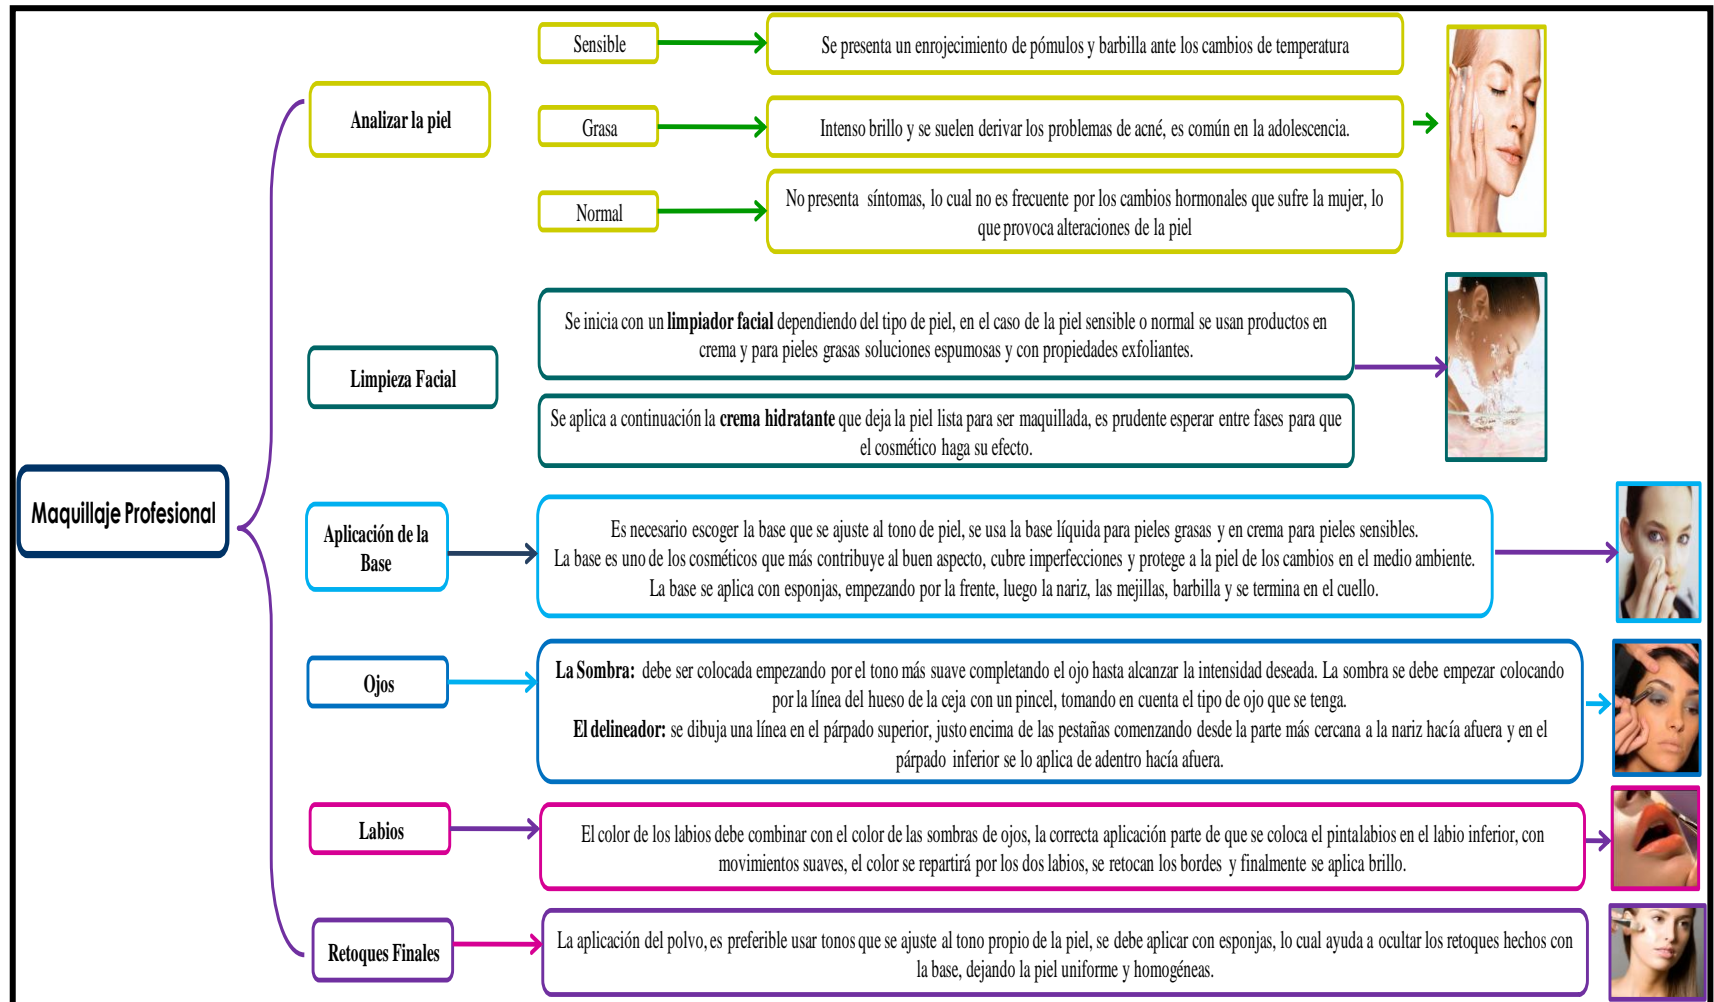 Maquillaje Profesional
Analizar la piel
Sensible
Se presenta un enrojecimiento de pómulos y barbilla ante los cambios de temperatura
Grasa
Intenso brillo y se suelen derivar los problemas de acné, es común en la adolescencia.
Normal
No presenta síntomas, lo cual no es frecuente por los cambios hormonales que sufre la mujer, lo
que provoca alteraciones de la piel
Limpieza Facial
Se inicia con un limpiador facial dependiendo del tipo de piel, en el caso de la piel sensible o normal se usan productos en
crema y para pieles grasas soluciones espumosas y con propiedades exfoliantes.
Se aplica a continuación la crema hidratante que deja la piel lista para ser maquillada, es prudente esperar entre fases para que
el cosmético haga su efecto.
Aplicación de la
Base
Es necesario escoger la base que se ajuste al tono de piel, se usa la base líquida para pieles grasas y en crema para pieles sensibles.
La base es uno de los cosméticos que más contribuye al buen aspecto, cubre imperfecciones y protege a la piel de los cambios en el medio ambiente.
La base se aplica con esponjas, empezando por la frente, luego la nariz, las mejillas, barbilla y se termina en el cuello.
Ojos
La Sombra: debe ser colocada empezando por el tono más suave completando el ojo hasta alcanzar la intensidad deseada. La sombra se debe empezar colocando
por la línea del hueso de la ceja con un pincel, tomando en cuenta el tipo de ojo que se tenga.
El delineador: se dibuja una línea en el párpado superior, justo encima de las pestañas comenzando desde la parte más cercana a la nariz hacía afuera y en el
párpado inferior se lo aplica de adentro hacía afuera.
Labios
El color de los labios debe combinar con el color de las sombras de ojos, la correcta aplicación parte de que se coloca el pintalabios en el labio inferior, con
movimientos suaves, el color se repartirá por los dos labios, se retocan los bordes y finalmente se aplica brillo.
Retoques Finales
La aplicación del polvo, es preferible usar tonos que se ajuste al tono propio de la piel, se debe aplicar con esponjas, lo cual ayuda a ocultar los retoques hechos con
la base, dejando la piel uniforme y homogéneas.